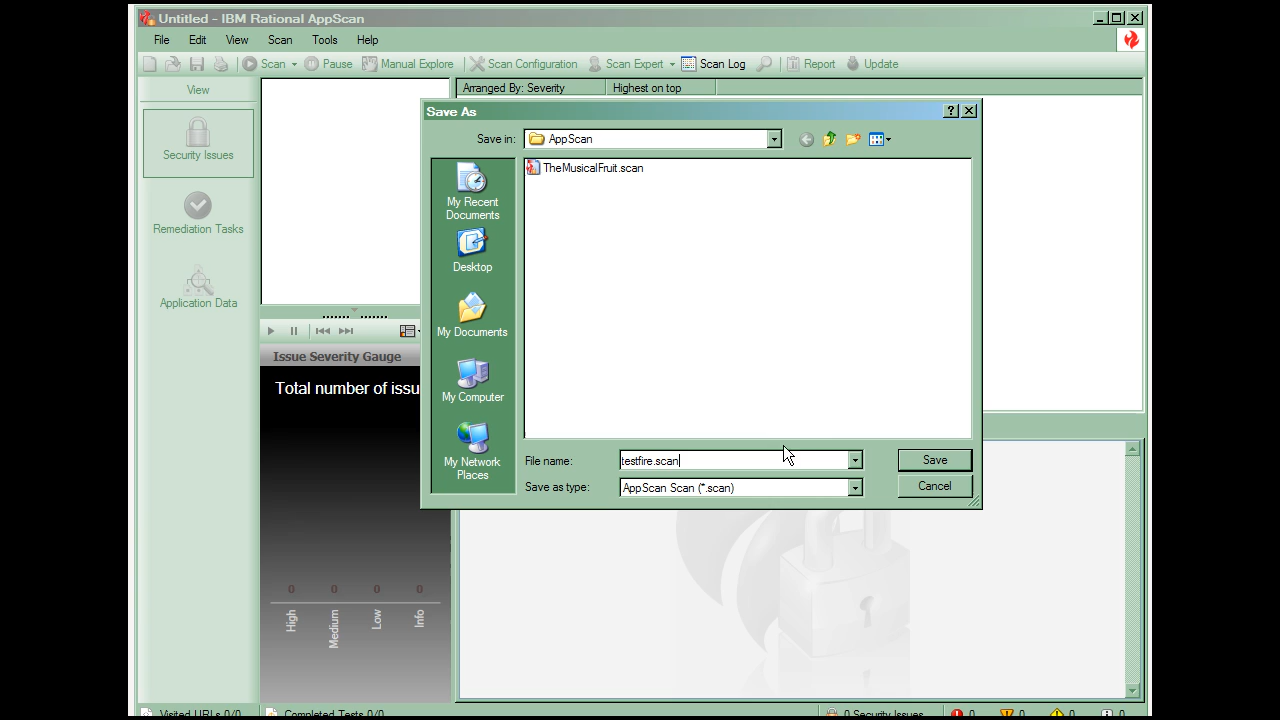 Untitled - IBM Rational AppScan
File Edit View Scan Tools Help
Scan Pause Manual Explore Scan Configuration Scan Expert Scan Log Report Update
View
Arranged By: Severity Highest on top
Security Issues
Remediation Tasks
Application Data
Save As
Save in: AppScan
TheMusicalFruit.scan
My Recent
Documents
Desktop
My Documents
My Computer
My Network
Places
File name: testfire.scan Save
Save as type: AppScan Scan (*.scan) Cancel
Issue Severity Gauge
Total number of issu
0 0 0 0
High Medium Low Info
Visited URLs 0/0 Completed Tests 0/0 0 Security Issues 0 0 0 0